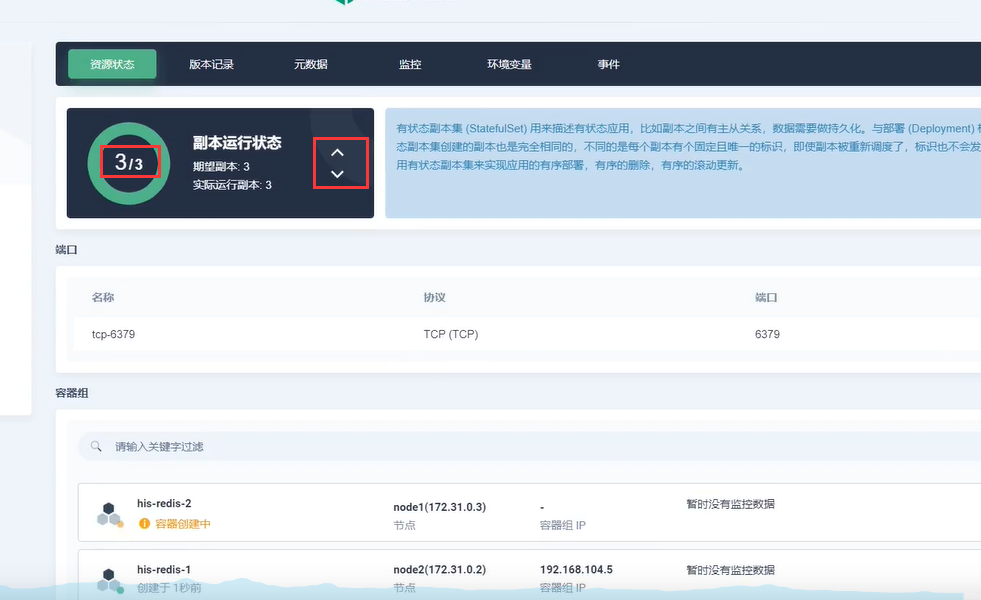 资源状态 版本记录 元数据 监控 环境变量 事件
3/3
副本运行状态
期望副本: 3
实际运行副本: 3
有状态副本集 (StatefulSet) 用来描述有状态应用，比如副本之间有主从关系，数据需要做持久化。与部署 (Deployment)
态副本集创建的副本也是完全相同的，不同的是每个副本有个固定且唯一的标识，即使副本被重新调度了，标识也不会发
用有状态副本集来实现应用的有序部署，有序的删除，有序的滚动更新。
端口
名称 协议 端口
tcp-6379 TCP (TCP) 6379
容器组
请输入关键字过滤
his-redis-2 node1(172.31.0.3) - 暂时没有监控数据
容器创建中 节点 容器组 IP
his-redis-1 node2(172.31.0.2) 192.168.104.5 暂时没有监控数据
创建于 1秒前 节点 容器组 IP